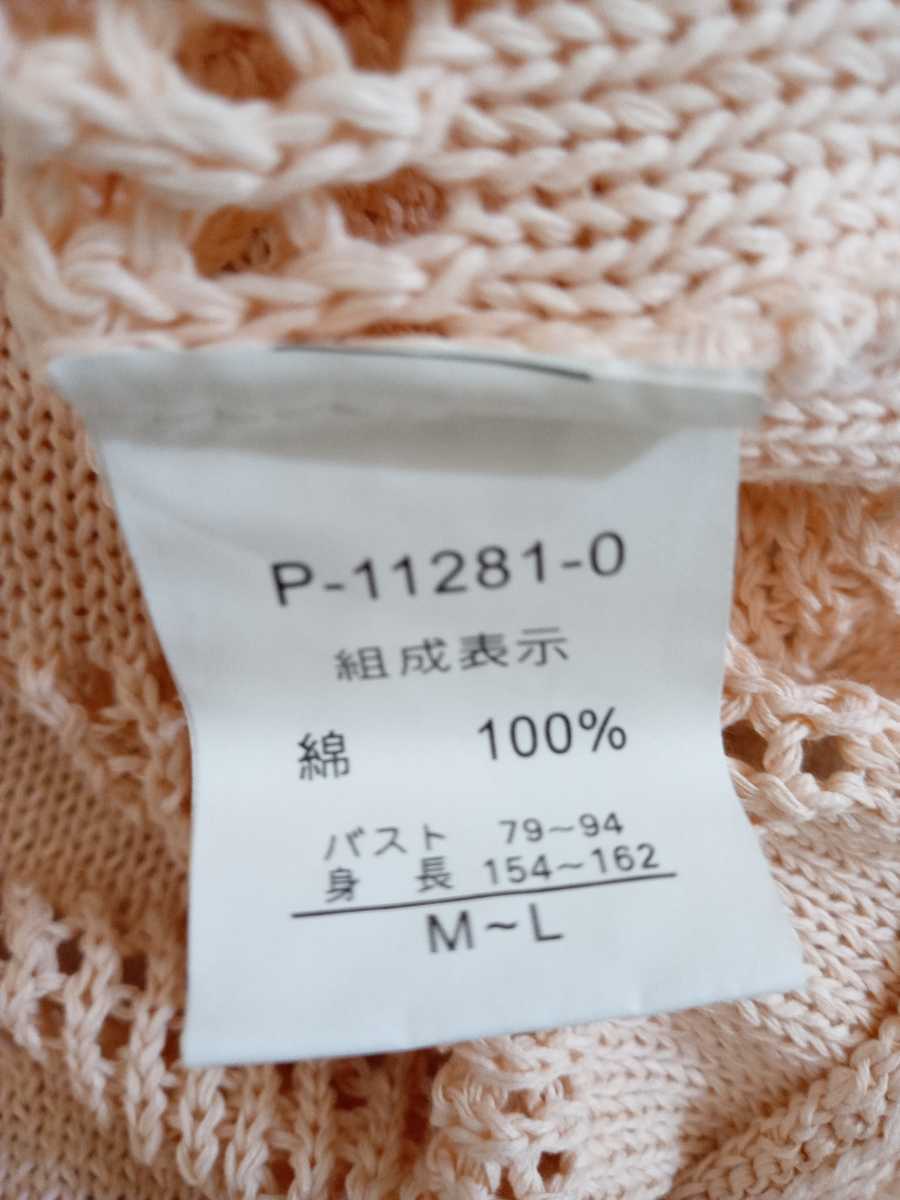 P-11281-0
組成表示
綿 100%
バスト 79～94
身長 154～162
M～L